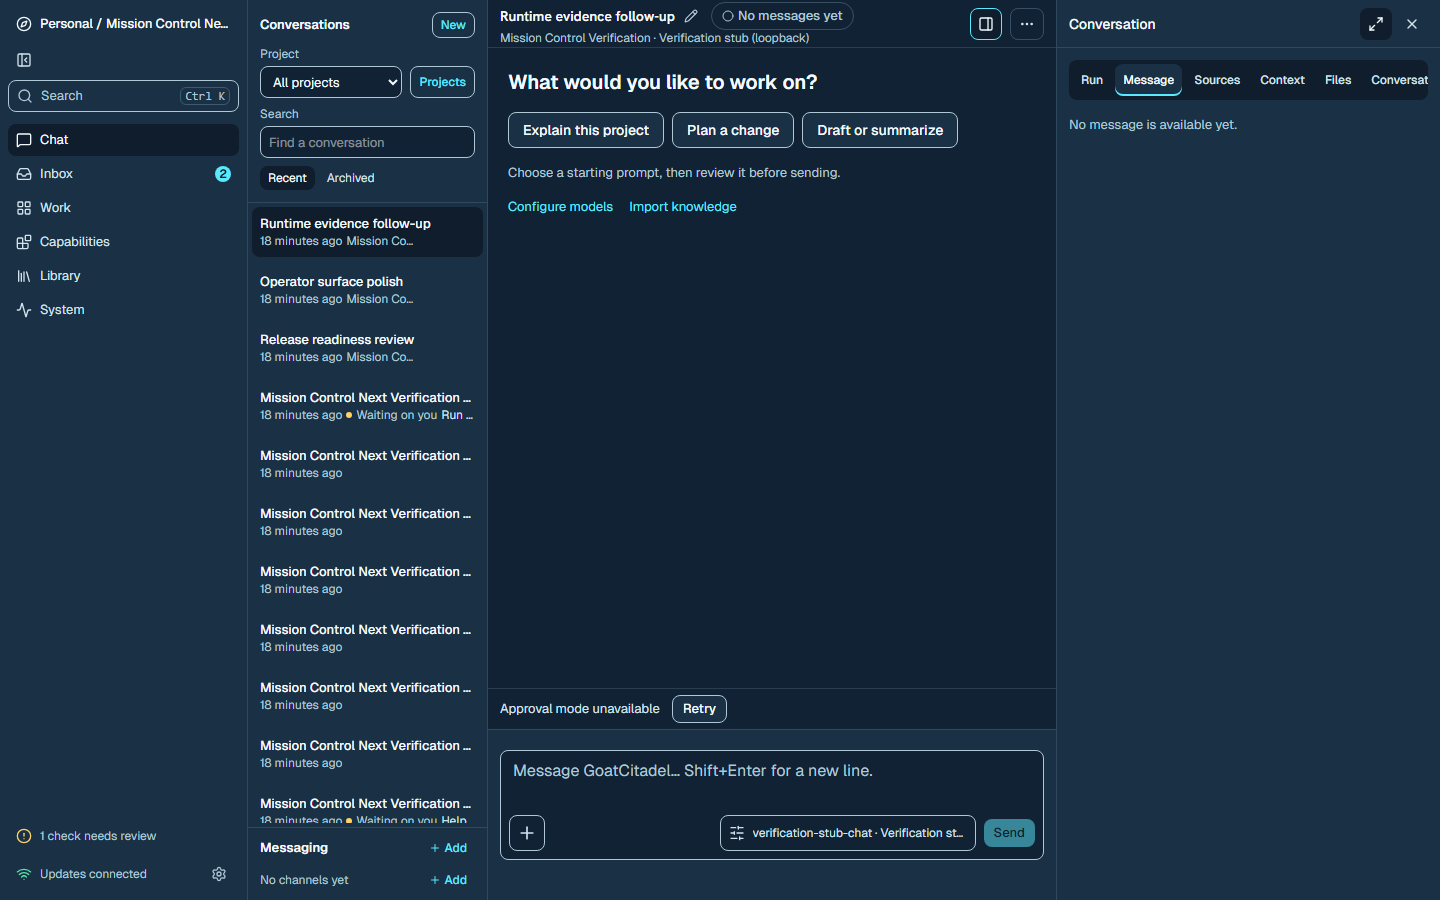 Personal / Mission Control Ne...
Search
Ctrl K
Chat
Inbox
2
Work
Capabilities
Library
System
1 check needs review
Updates connected
Conversations
New
Project
All projects
Projects
Search
Find a conversation
Recent
Archived
Runtime evidence follow-up
18 minutes ago Mission Co...
Operator surface polish
18 minutes ago Mission Co...
Release readiness review
18 minutes ago Mission Co...
Mission Control Next Verification ...
18 minutes ago Waiting on you Run ...
Mission Control Next Verification ...
18 minutes ago
Mission Control Next Verification ...
18 minutes ago
Mission Control Next Verification ...
18 minutes ago
Mission Control Next Verification ...
18 minutes ago
Mission Control Next Verification ...
18 minutes ago
Mission Control Next Verification ...
18 minutes ago
Mission Control Next Verification ...
18 minutes ago Waiting on you Help
Messaging
+ Add
No channels yet
+ Add
Runtime evidence follow-up
No messages yet
Mission Control Verification · Verification stub (loopback)
What would you like to work on?
Explain this project
Plan a change
Draft or summarize
Choose a starting prompt, then review it before sending.
Configure models
Import knowledge
Approval mode unavailable
Retry
Message GoatCitadel... Shift+Enter for a new line.
verification-stub-chat · Verification st...
Send
Conversation
Run
Message
Sources
Context
Files
Conversat
No message is available yet.